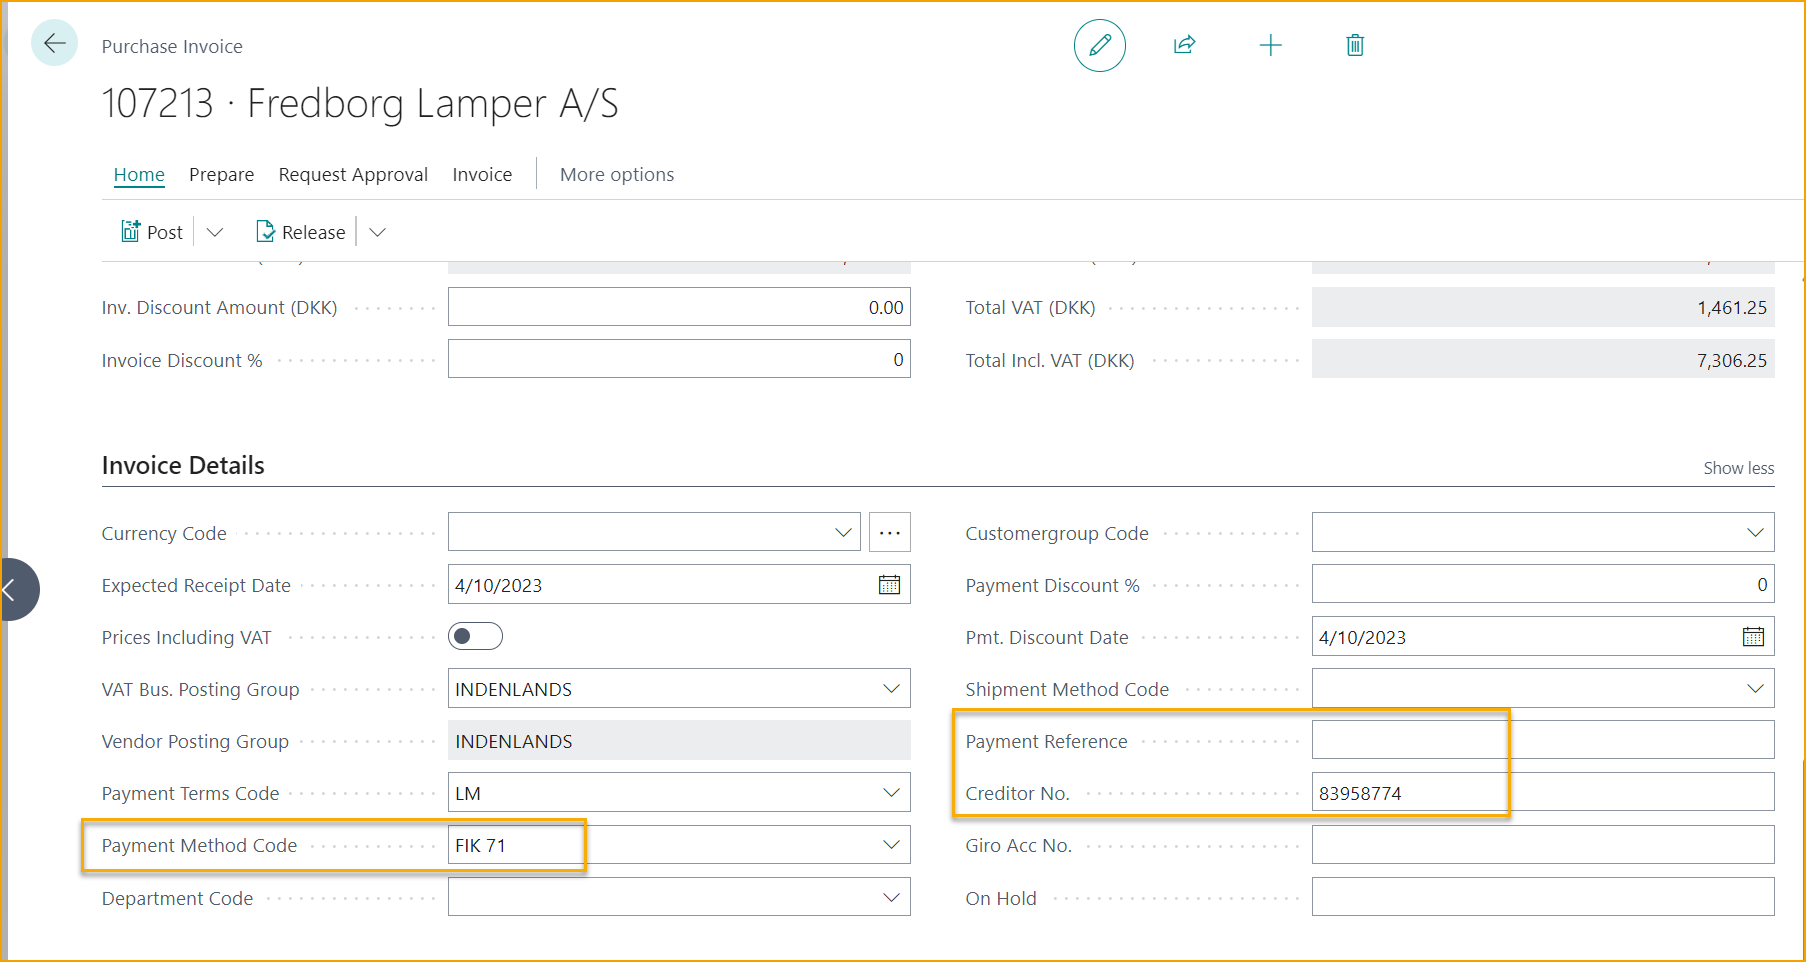 Purchase Invoice
107213 · Fredborg Lamper A/S
Home Prepare Request Approval Invoice More options
Post Release
Inv. Discount Amount (DKK) 0.00 Total VAT (DKK) 1,461.25
Invoice Discount % 0 Total Incl. VAT (DKK) 7,306.25
Invoice Details Show less
Currency Code Customergroup Code
Expected Receipt Date 4/10/2023 Payment Discount % 0
Prices Including VAT Pmt. Discount Date 4/10/2023
VAT Bus. Posting Group INDENLANDS Shipment Method Code
Vendor Posting Group INDENLANDS Payment Reference
Payment Terms Code LM Creditor No. 83958774
Payment Method Code FIK 71 Giro Acc No.
Department Code On Hold